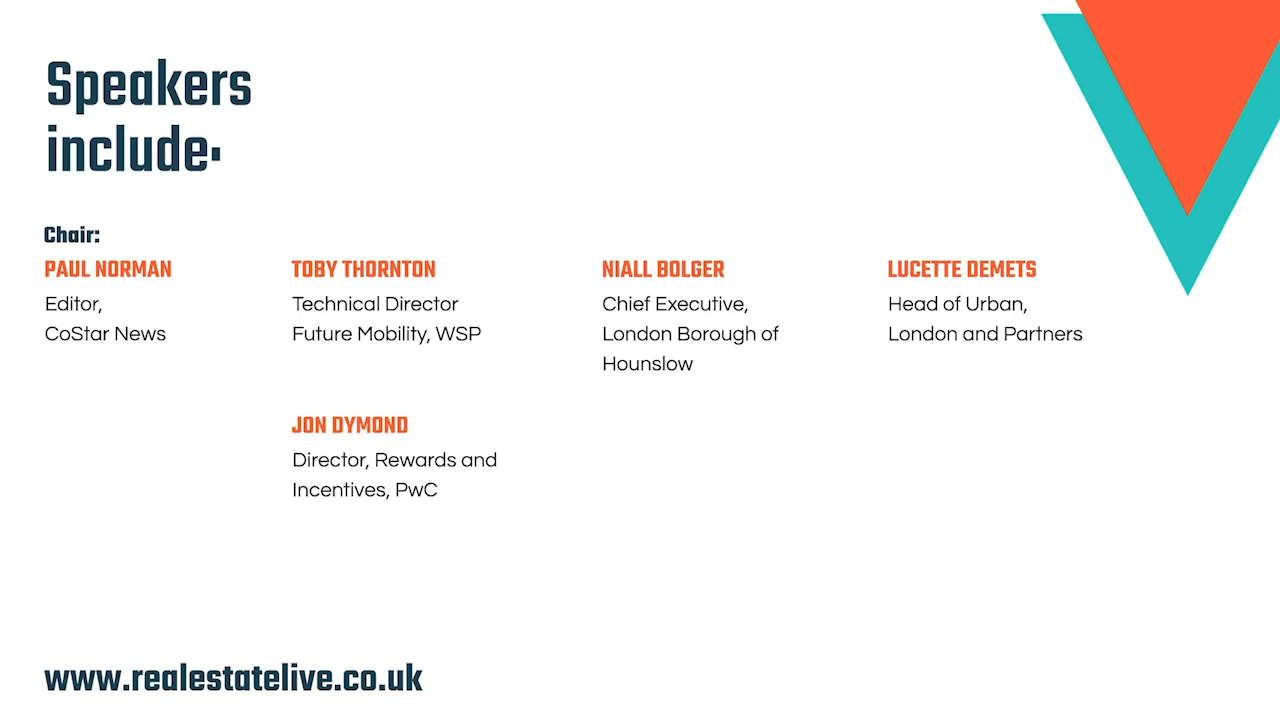 Speakers
include:
Chair:
PAUL NORMAN
Editor,
CoStar News
TOBY THORNTON
Technical Director
Future Mobility, WSP
NIALL BOLGER
Chief Executive,
London Borough of
Hounslow
LUCETTE DEMETS
Head of Urban,
London and Partners
JON DYMOND
Director, Rewards and
Incentives, PwC
www.realestatelive.co.uk